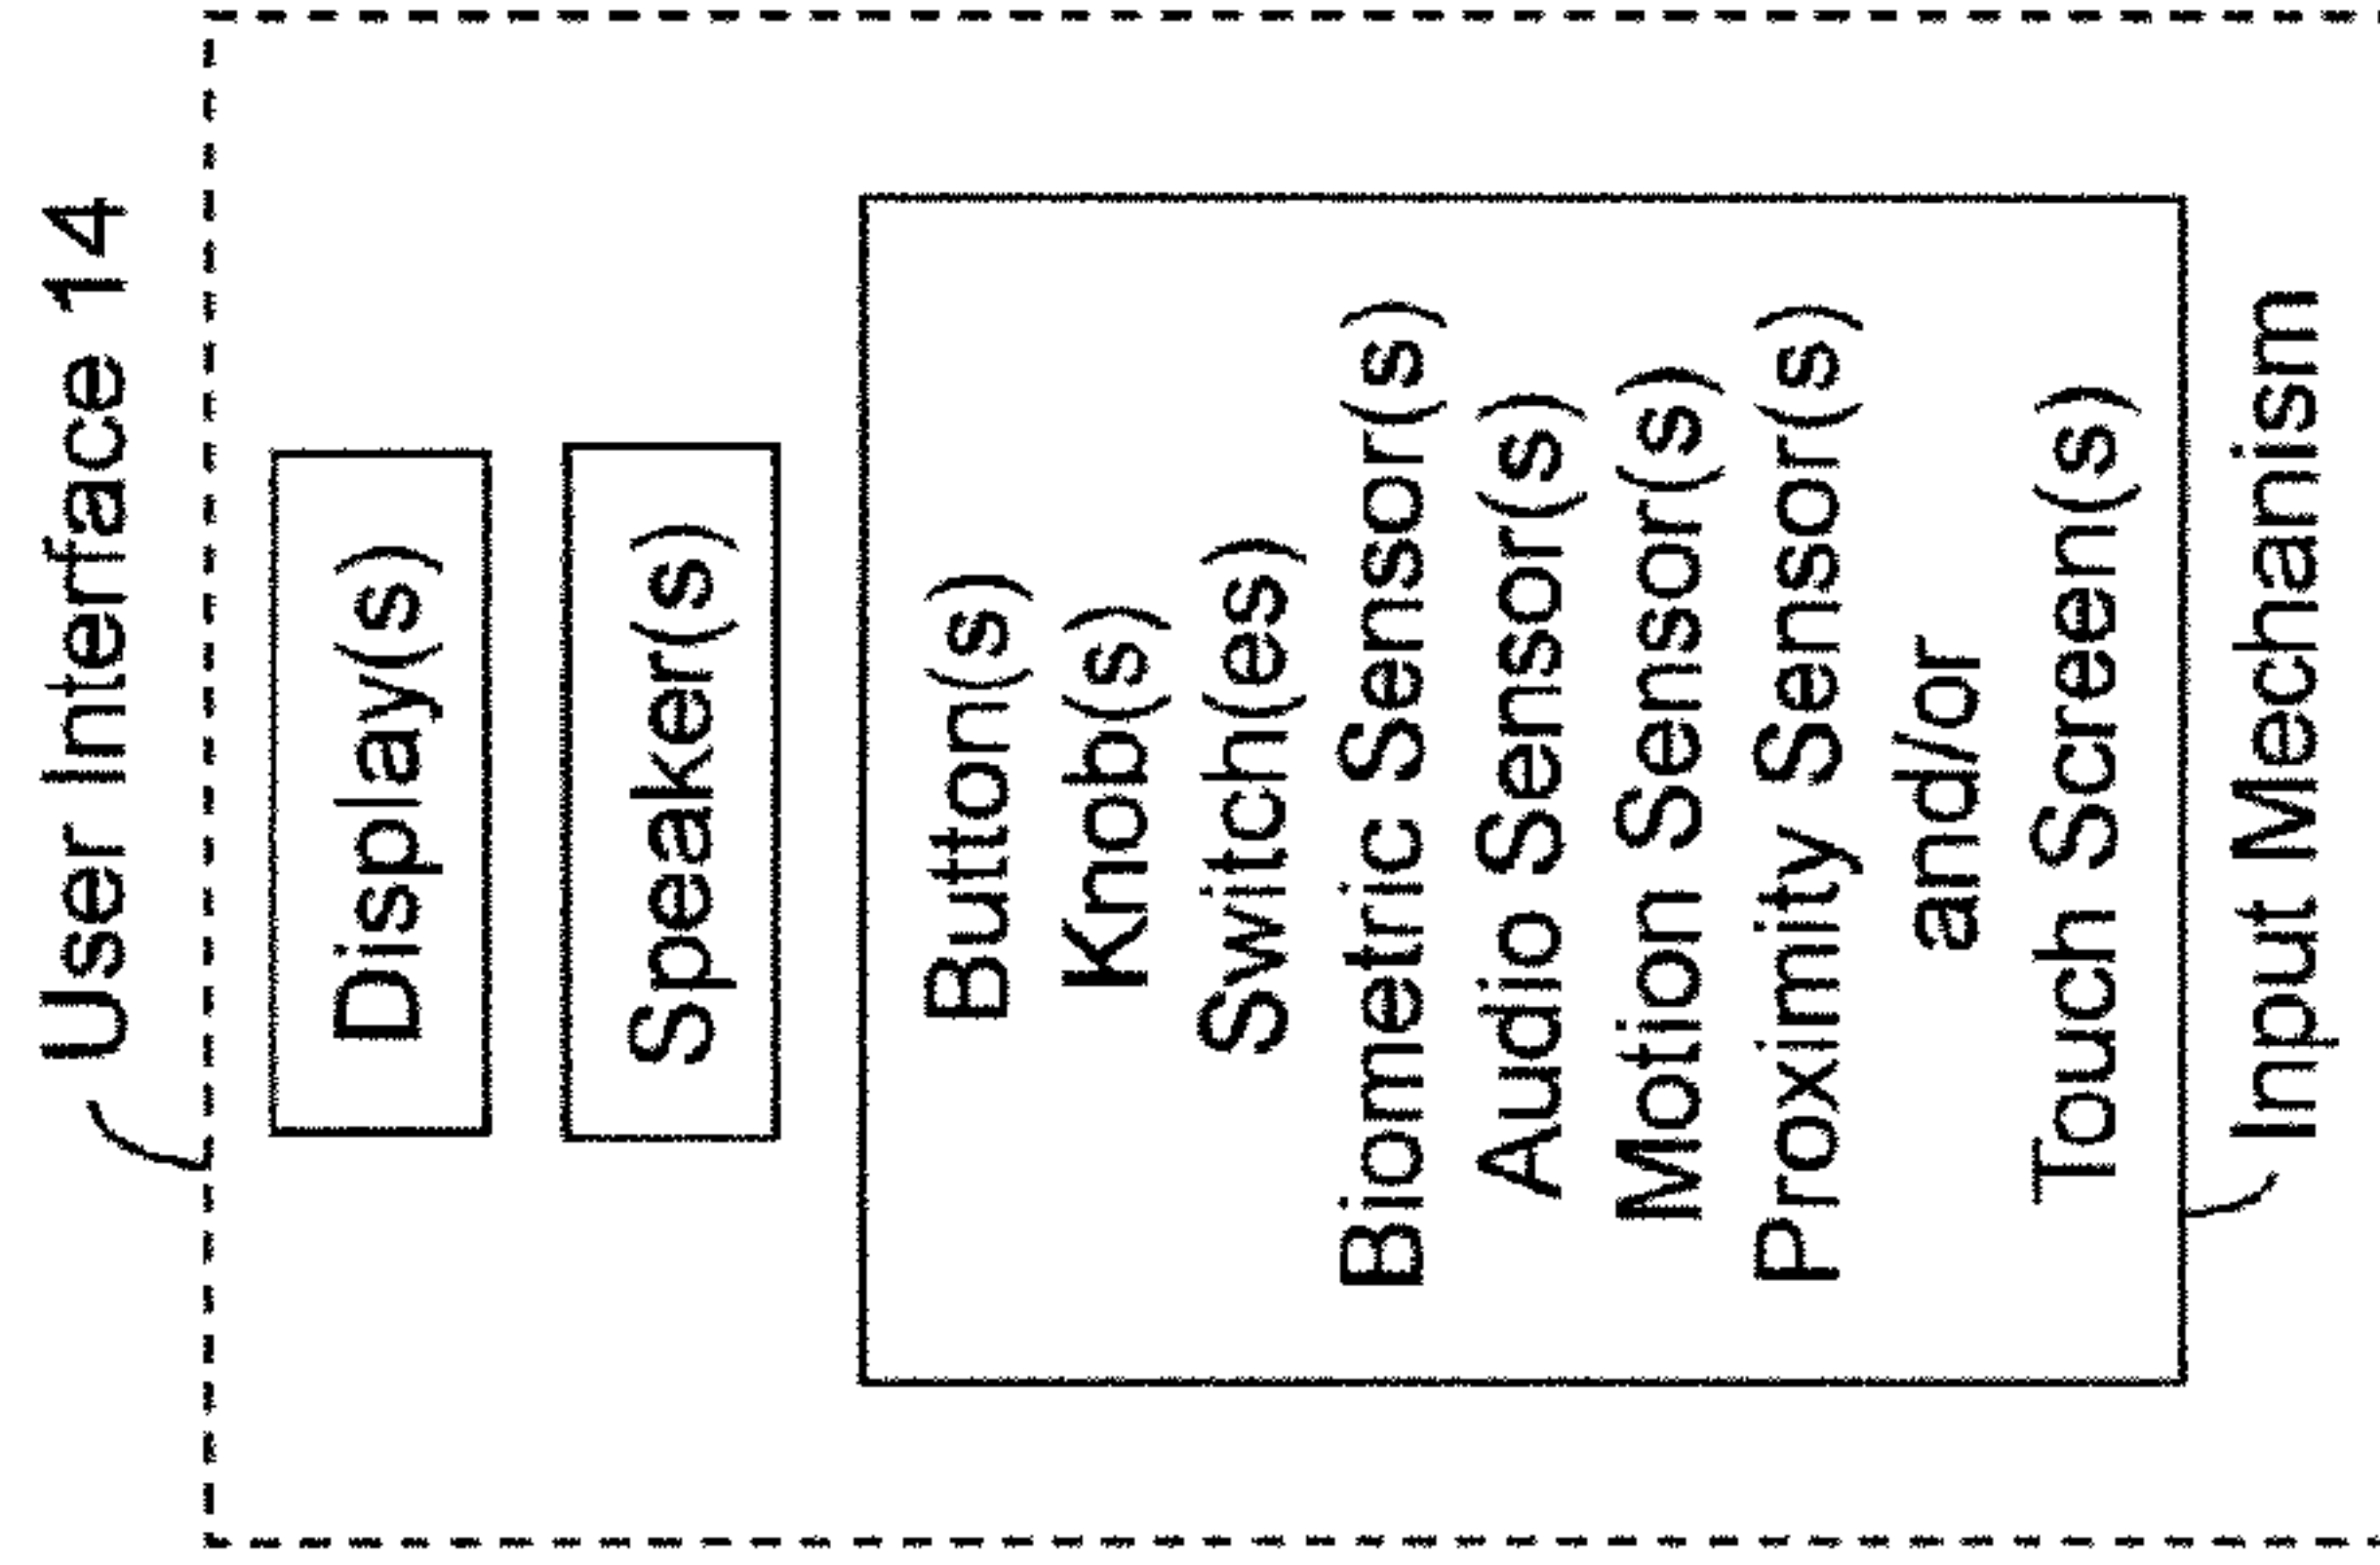 User Interface 14
Display(s)
Speaker(s)
Button(s)
Knob(s)
Switch(es)
Biometric Sensor(s)
Audio Sensor(s)
Motion Sensor(s)
Proximity Sensor(s)
and/or
Touch Screen(s)
Input Mechanism